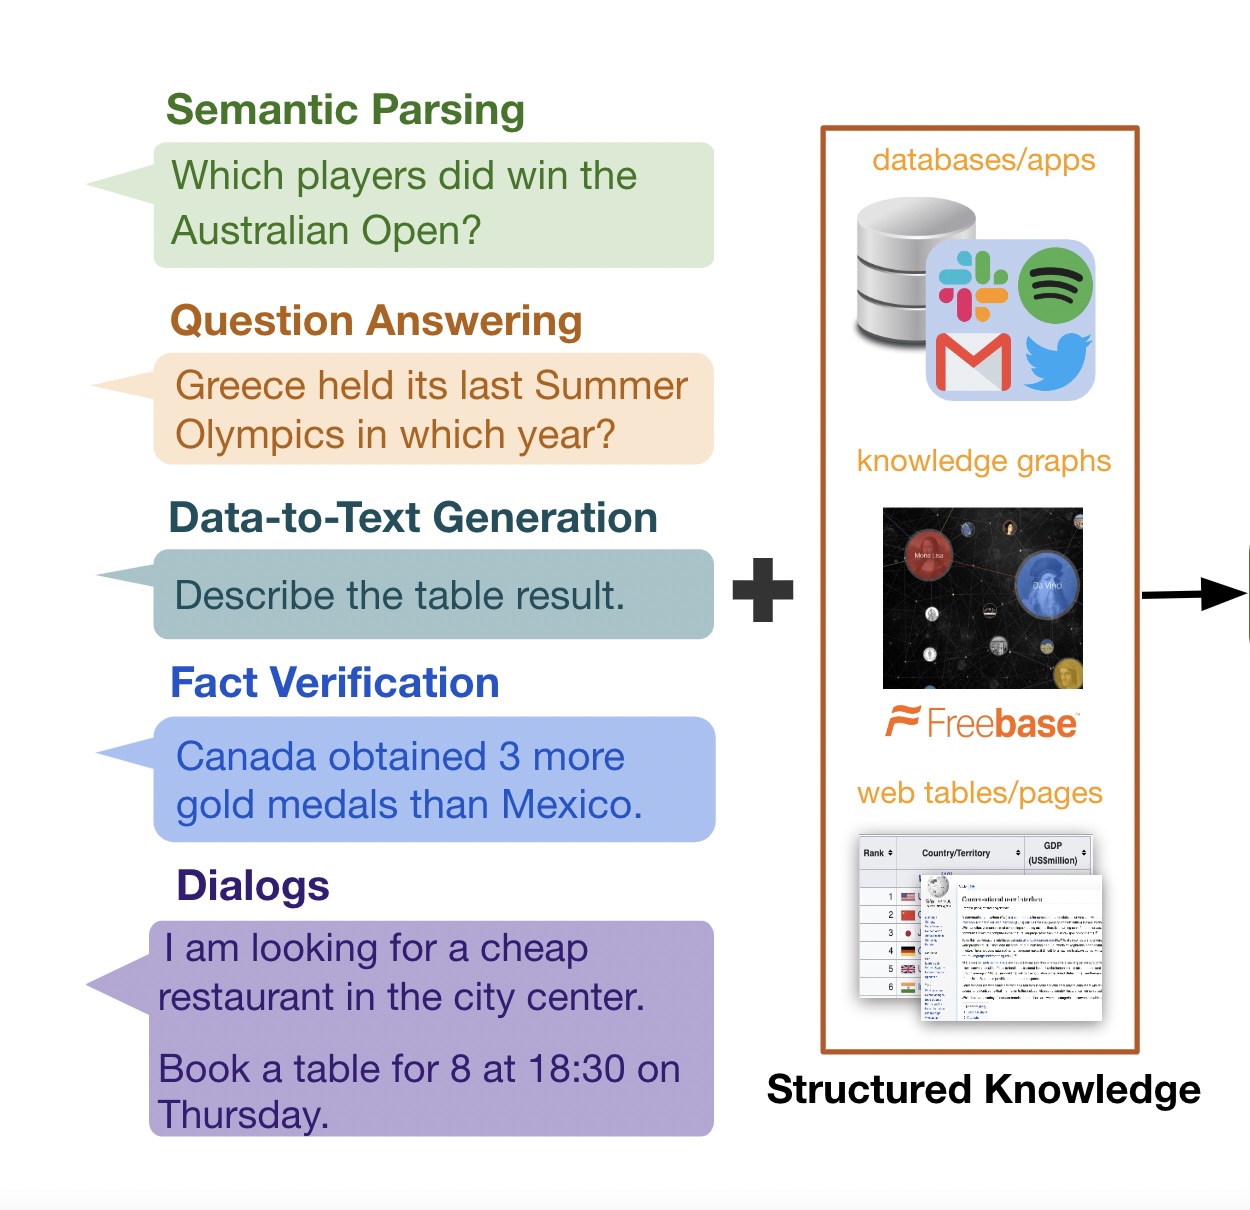 Semantic Parsing
Which players did win the
Australian Open?
Question Answering
Greece held its last Summer
Olympics in which year?
Data-to-Text Generation
Describe the table result.
Fact Verification
Canada obtained 3 more
gold medals than Mexico.
Dialogs
I am looking for a cheap
restaurant in the city center.
Book a table for 8 at 18:30 on
Thursday.
databases/apps
knowledge graphs
Mona Lisa
Da Vinci
Freebase
web tables/pages
Rank
Country/Territory
GDP
(US$million)
1
2
3
4
5
6
Conversational user interface
Structured Knowledge